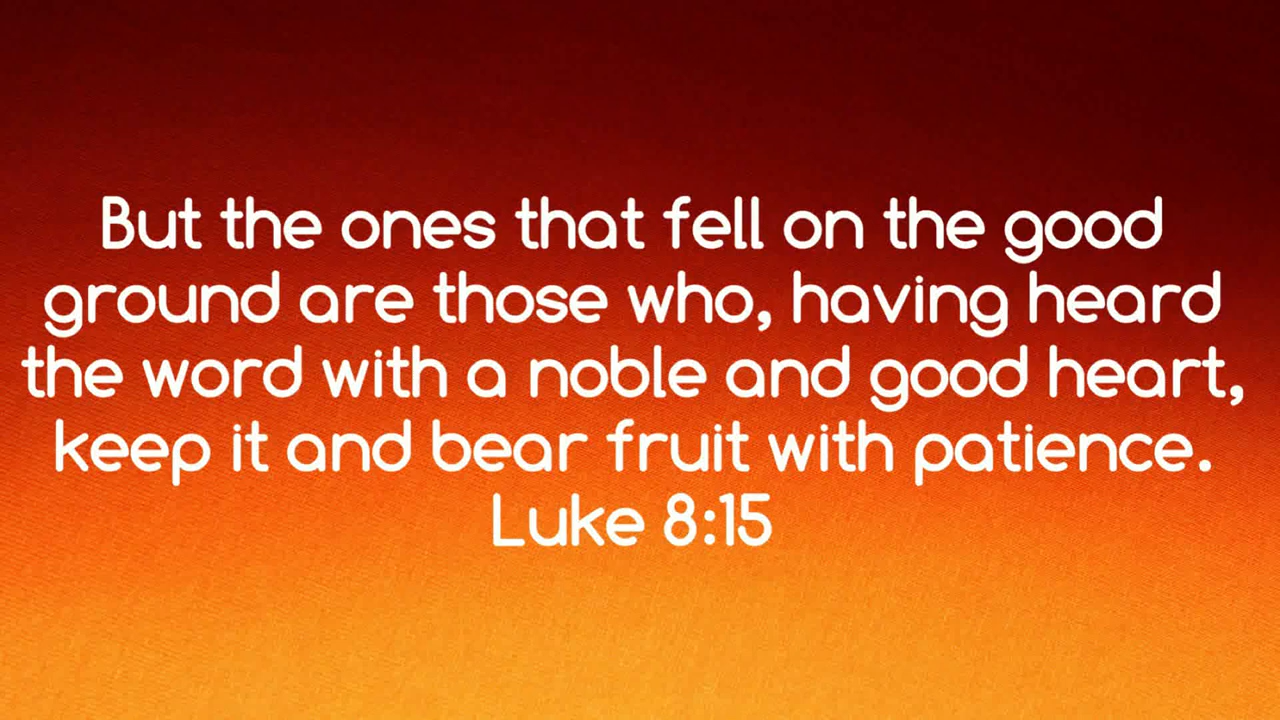 But the ones that fell on the good
ground are those who, having heard
the word with a noble and good heart,
keep it and bear fruit with patience.
Luke 8:15